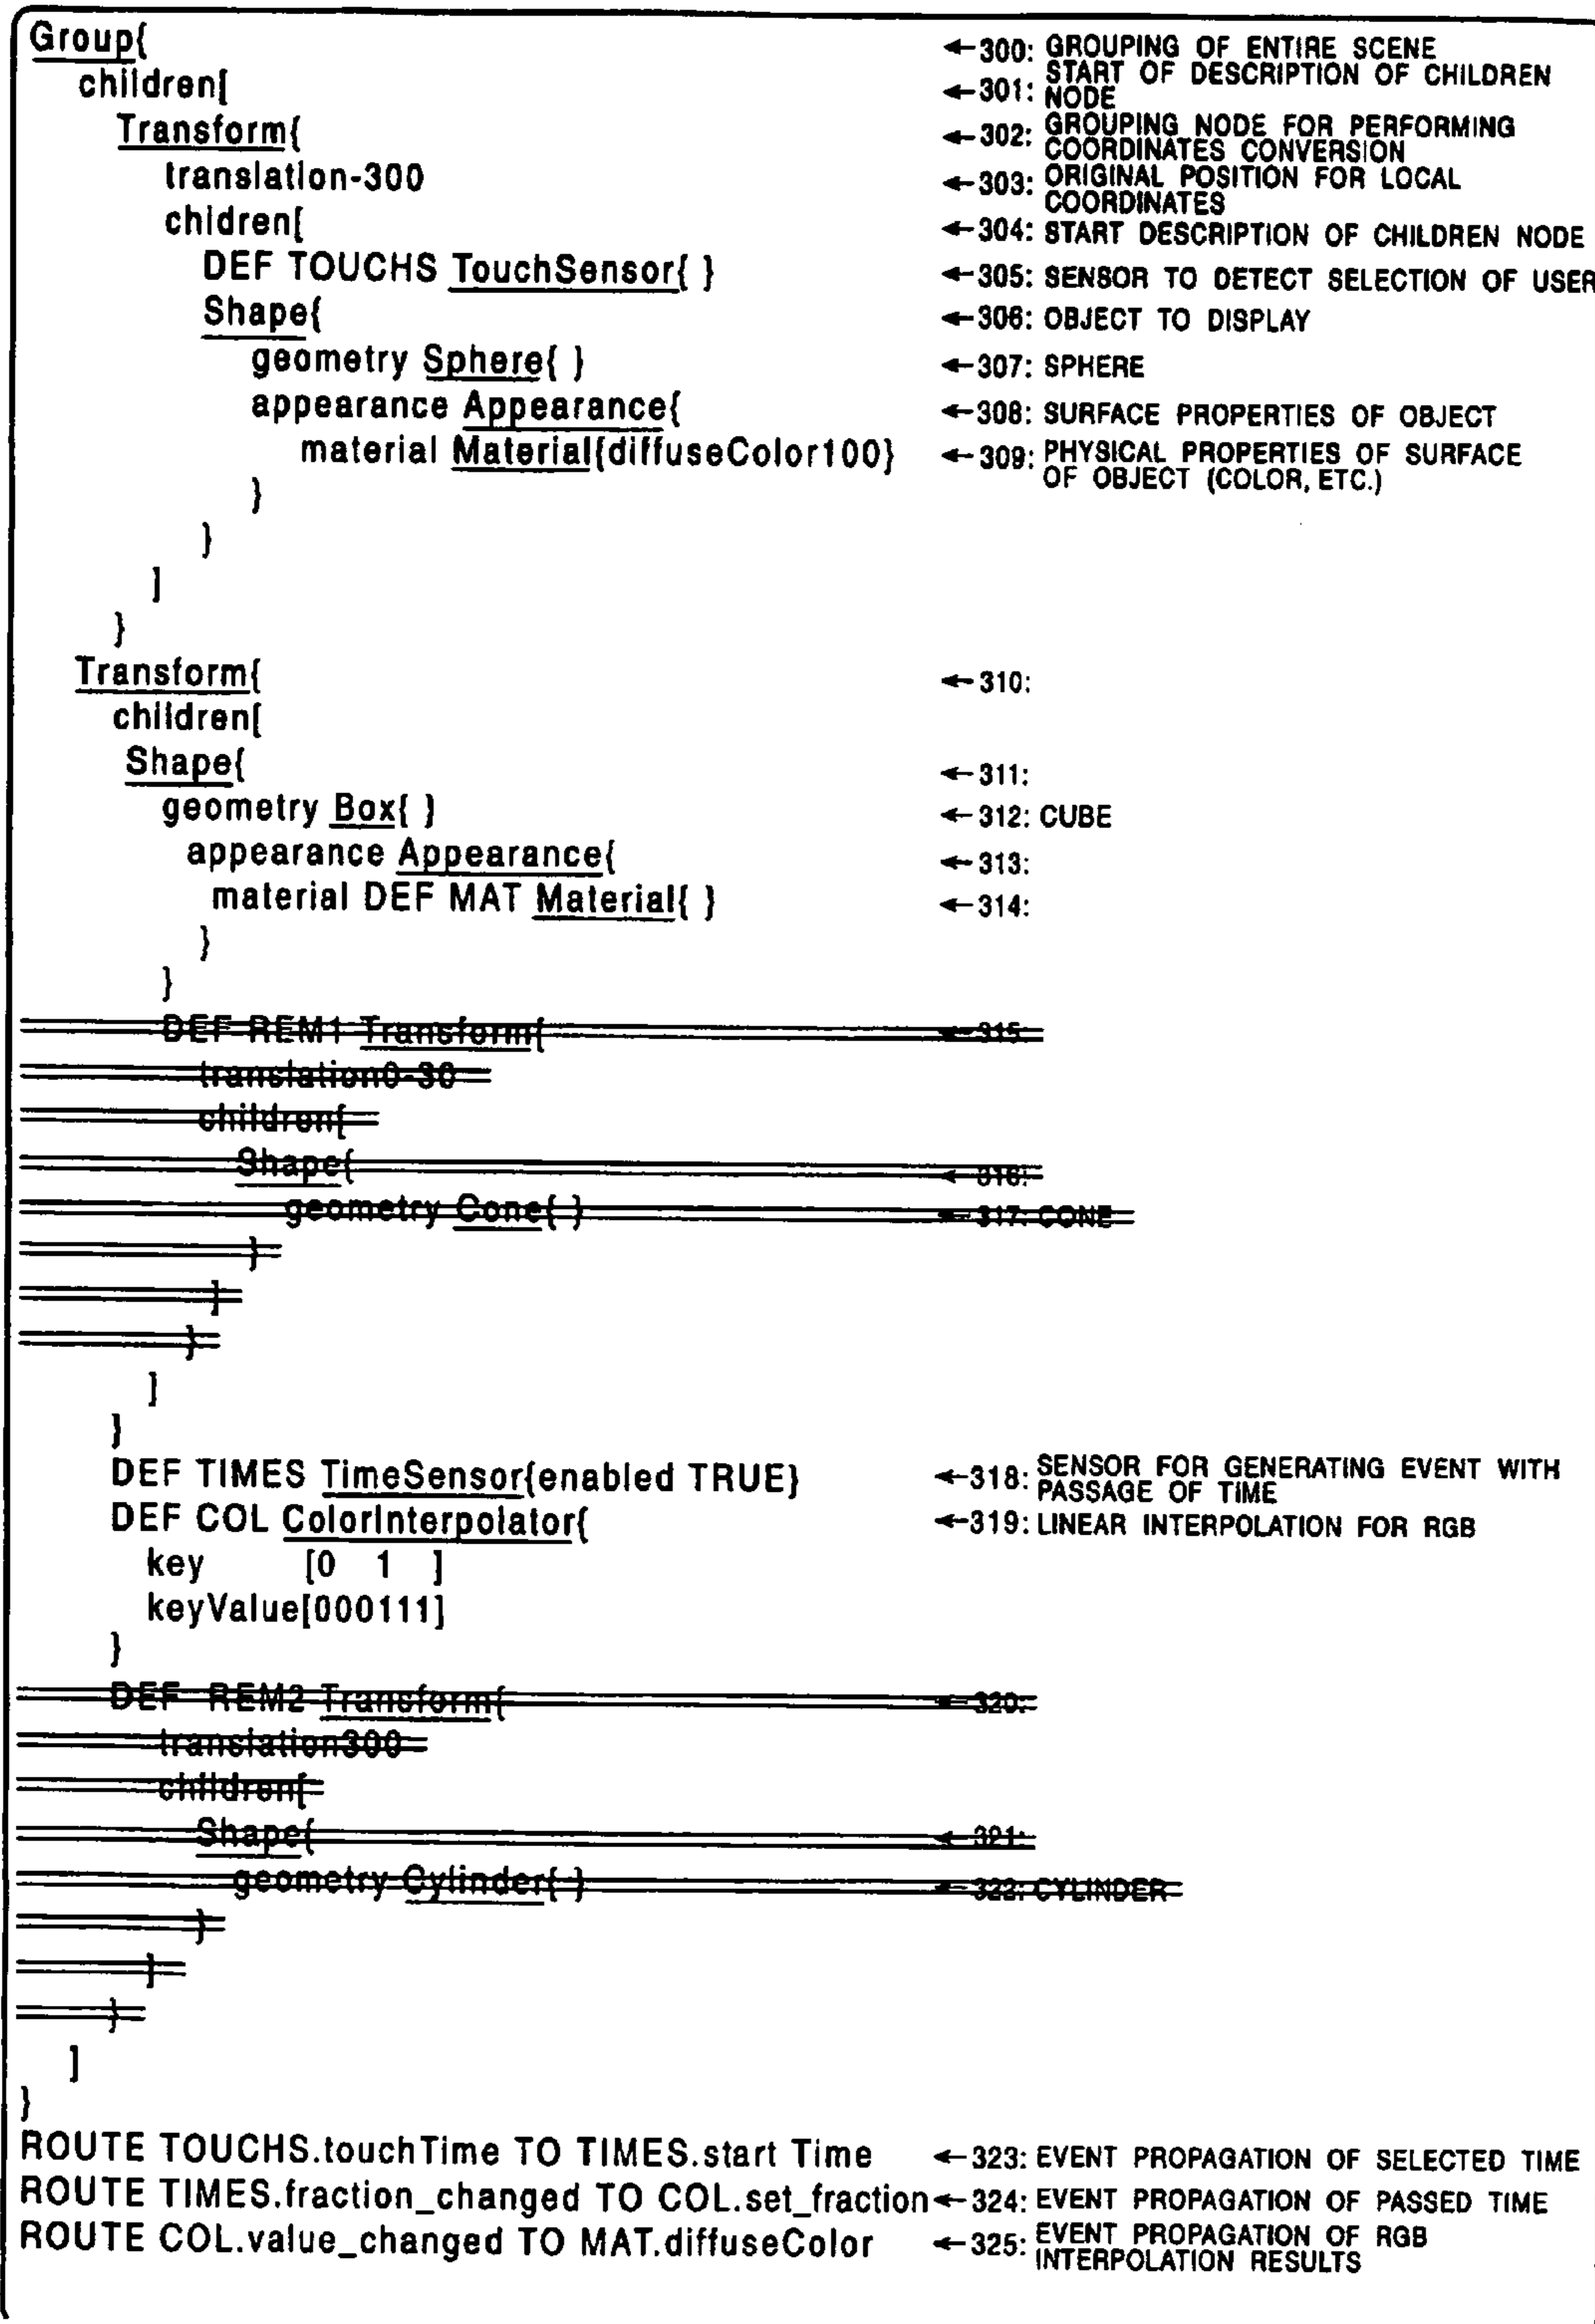 Group{ ←300: GROUPING OF ENTIRE SCENE
children[ ←301: START OF DESCRIPTION OF CHILDREN
NODE
Transform{ ←302: GROUPING NODE FOR PERFORMING
COORDINATES CONVERSION
translation-300 ←303: ORIGINAL POSITION FOR LOCAL
COORDINATES
chidren[ ←304: START DESCRIPTION OF CHILDREN NODE
DEF TOUCHS TouchSensor{ } ←305: SENSOR TO DETECT SELECTION OF USER
Shape{ ←306: OBJECT TO DISPLAY
geometry Sphere{ } ←307: SPHERE
appearance Appearance{ ←308: SURFACE PROPERTIES OF OBJECT
material Material{diffuseColor100} ←309: PHYSICAL PROPERTIES OF SURFACE
OF OBJECT (COLOR, ETC.)
}
}
]
}
Transform{ ←310:
children[
Shape{ ←311:
geometry Box{ } ←312: CUBE
appearance Appearance{ ←313:
material DEF MAT Material{ } ←314:
}
}
DEF REM1 Transform{ ←315:
translation0-30
children[
Shape{ ←316:
geometry Cone{ } ←317: CONE
}
]
}
]
}
DEF TIMES TimeSensor{enabled TRUE} ←318: SENSOR FOR GENERATING EVENT WITH
PASSAGE OF TIME
DEF COL ColorInterpolator{ ←319: LINEAR INTERPOLATION FOR RGB
key [0 1 ]
keyValue[000111]
}
DEF REM2 Transform{ ←320:
translation300
children[
Shape{ ←321:
geometry Cylinder{ } ←322: CYLINDER
}
]
}
]
}
ROUTE TOUCHS.touchTime TO TIMES.start Time ←323: EVENT PROPAGATION OF SELECTED TIME
ROUTE TIMES.fraction_changed TO COL.set_fraction ←324: EVENT PROPAGATION OF PASSED TIME
ROUTE COL.value_changed TO MAT.diffuseColor ←325: EVENT PROPAGATION OF RGB
INTERPOLATION RESULTS